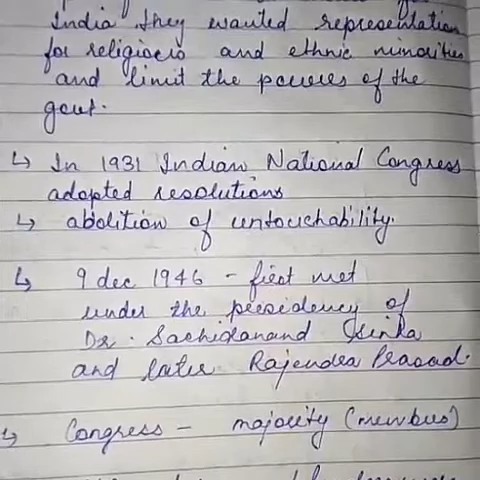 India they wanted representation
for religious and ethnic minorities
and limit the powers of the
govt.
↳ In 1931 Indian National Congress
adopted resolutions
↳ abolition of untouchability.
↳ 9 dec 1946 - first met
under the presidency of
Dr. Sachidanand Sinha
and later Rajendra Prasad.
↳ Congress - majority (members)